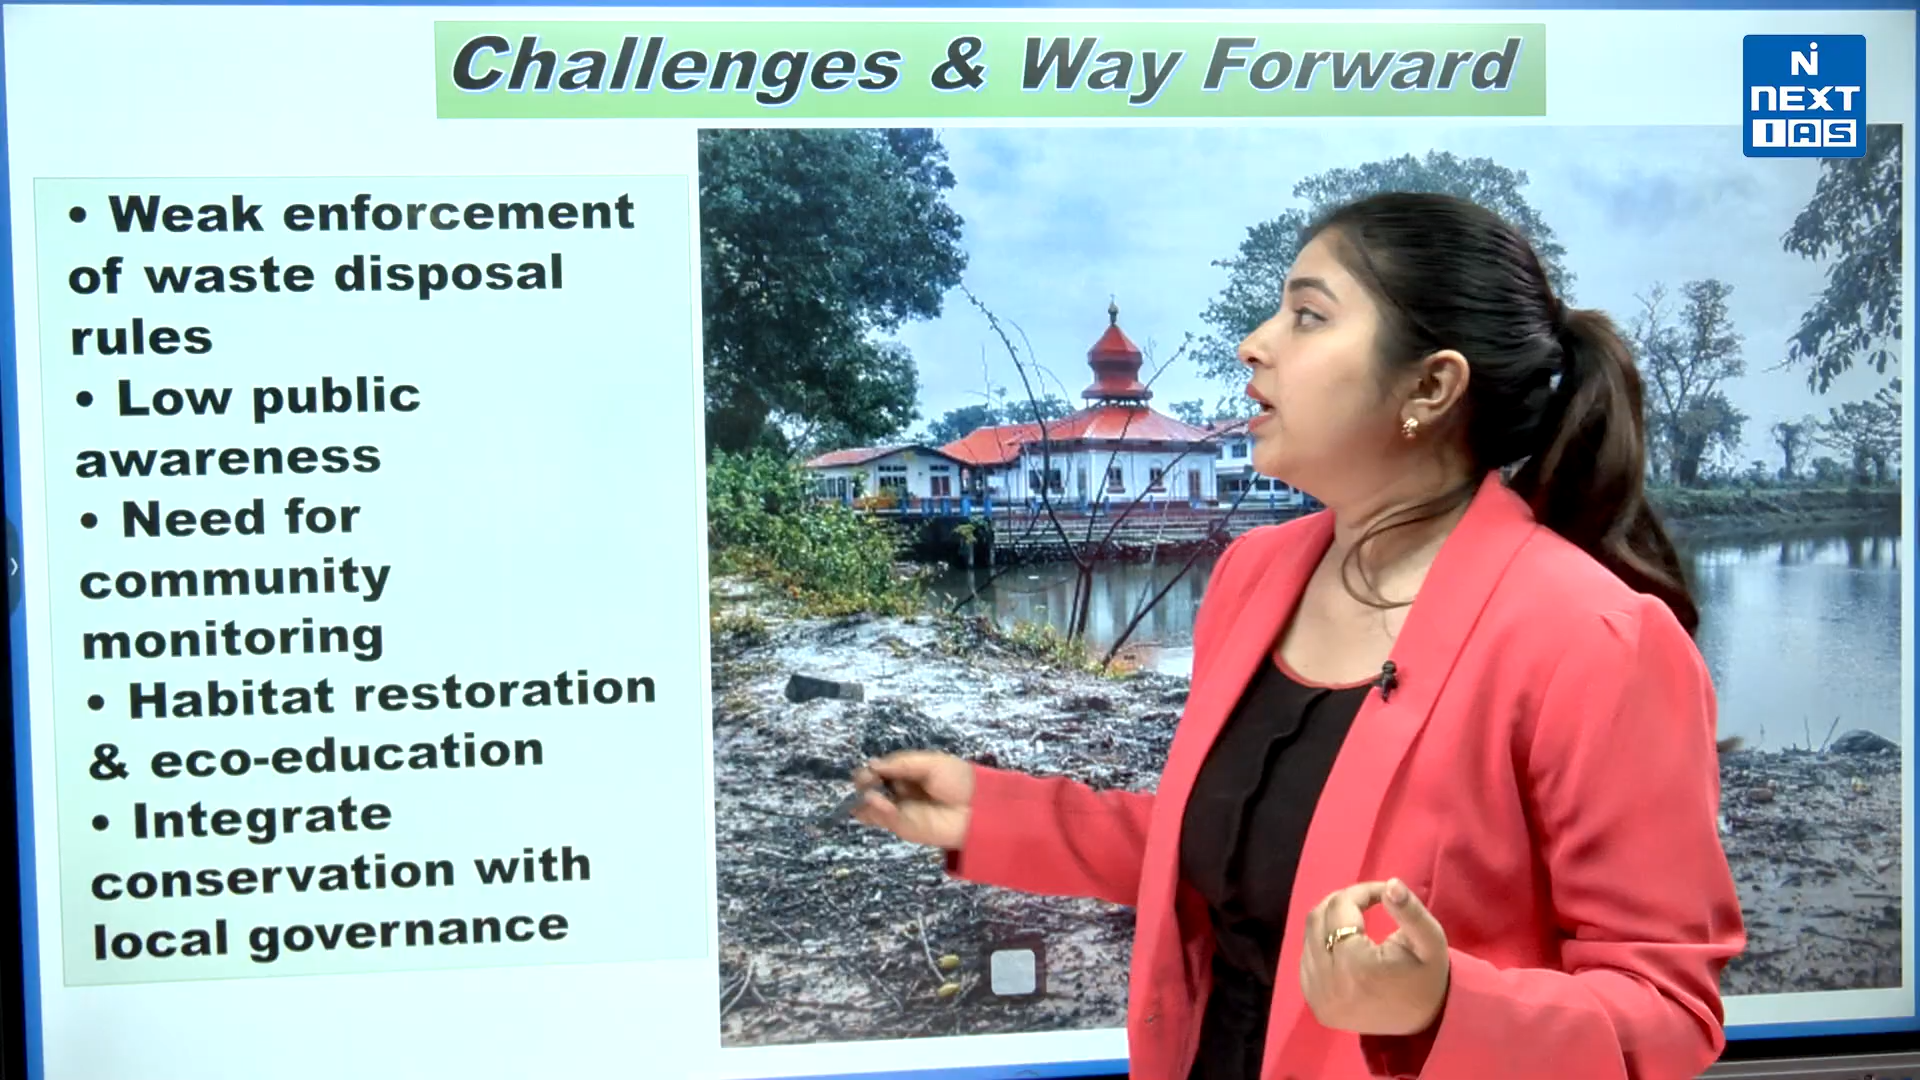 Challenges & Way Forward
N
NEXT
IAS
• Weak enforcement
of waste disposal
rules
• Low public
awareness
• Need for
community
monitoring
• Habitat restoration
& eco-education
• Integrate
conservation with
local governance